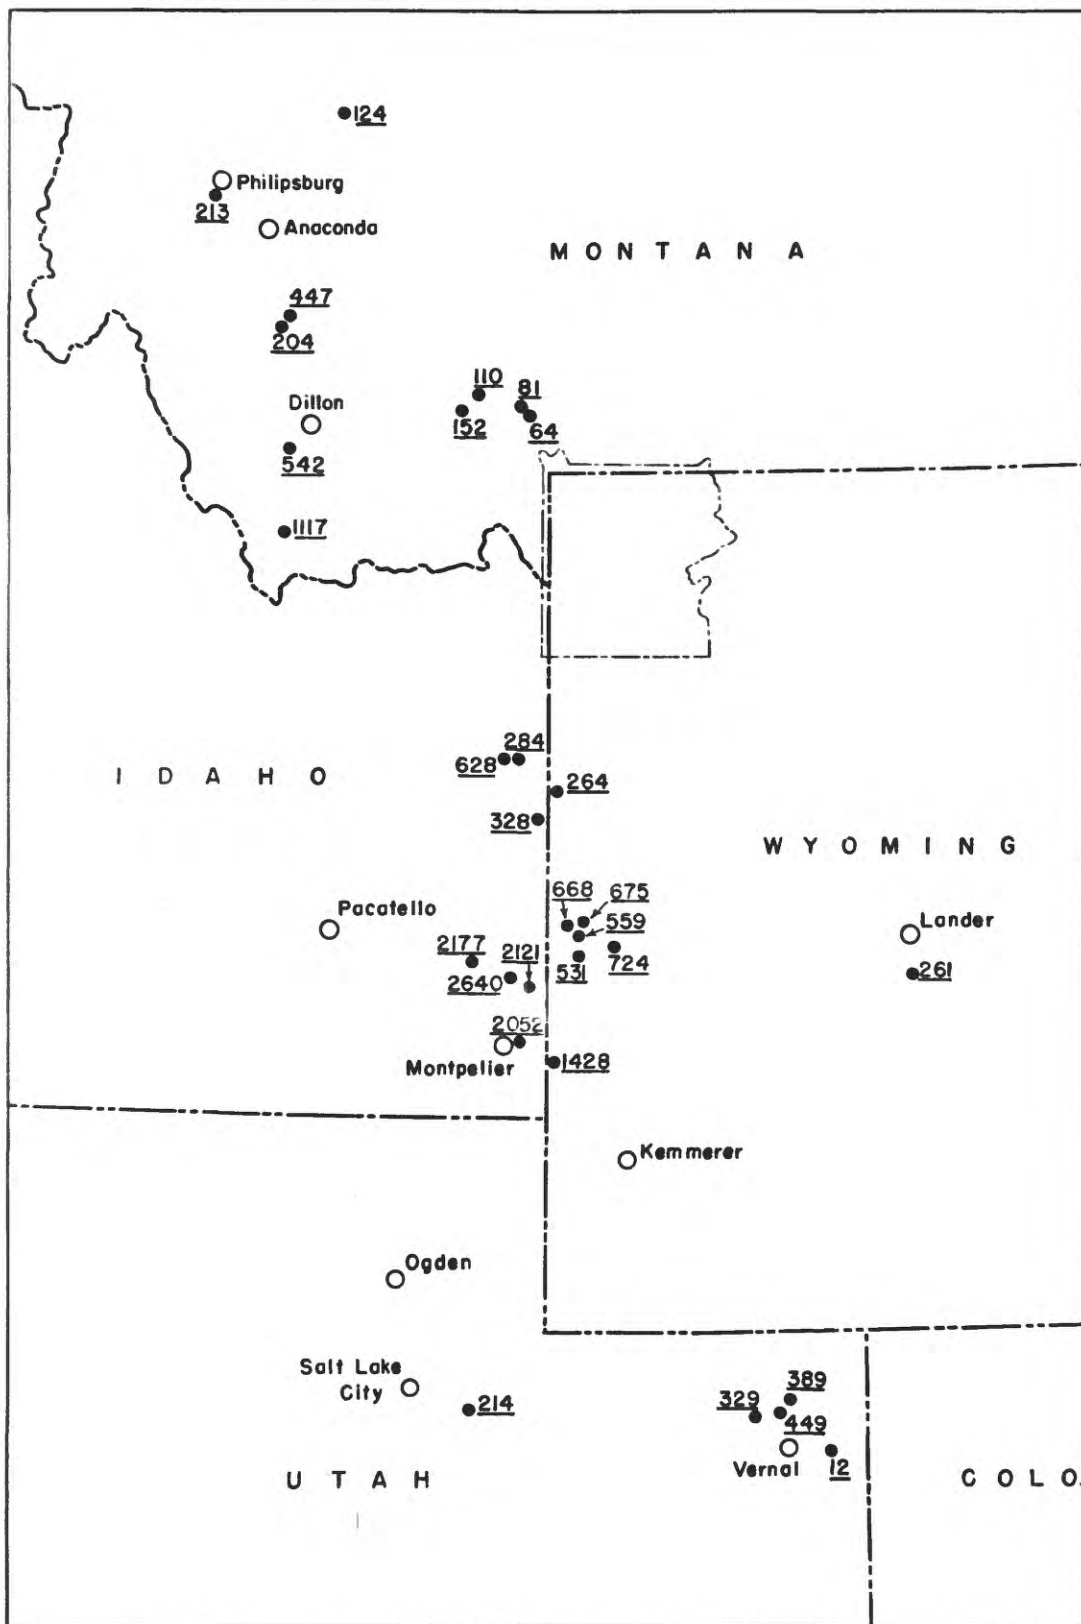 124
Philipsburg
213
Anaconda
MONTANA
447
204
110
81
Dillon
152
64
542
1117
284
628
IDAHO
264
328
WYOMING
668
675
Pacatello
559
Lander
2177
2121
724
531
261
2640
2052
Montpelier
1428
Kemmerer
Ogden
Salt Lake
City
214
389
329
449
Vernal
12
UTAH
COLO.